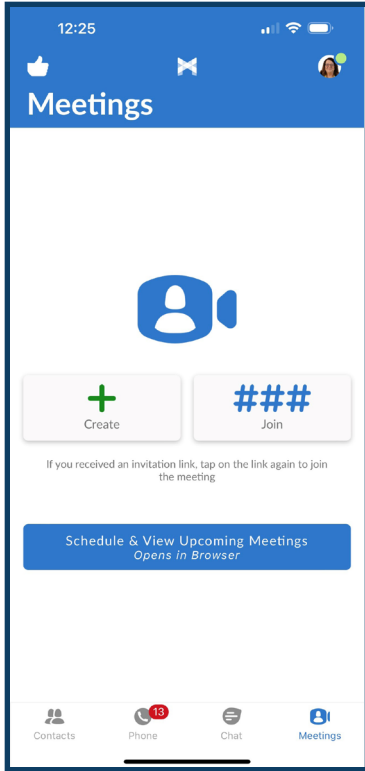 12:25
Meetings
+
Create
###
Join
If you received an invitation link, tap on the link again to join
the meeting
Schedule & View Upcoming Meetings
Opens in Browser
13
Contacts
Phone
Chat
Meetings